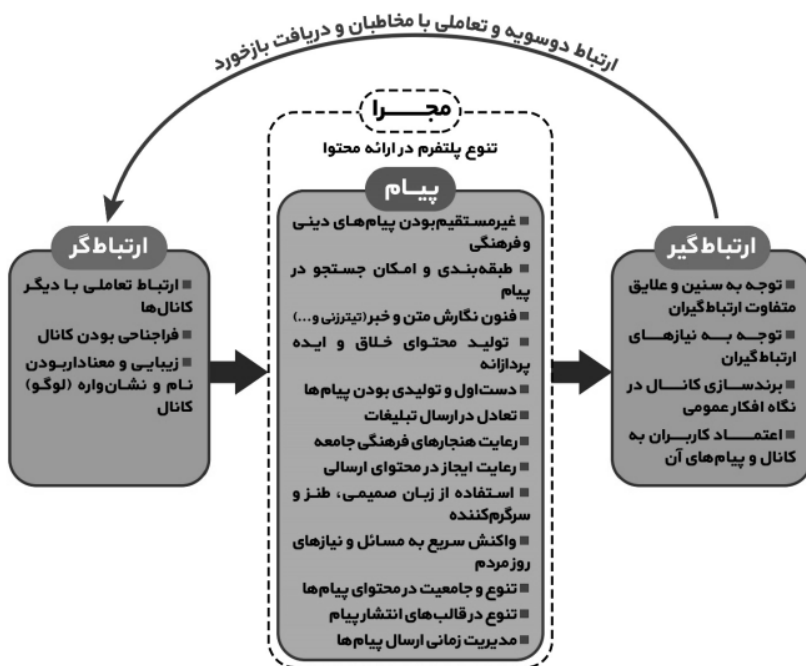 ارتباط دوسویه و تعاملی با مخاطبان و دریافت بازخورد
مجـــرا
تنوع پلتفرم در ارائه محتوا
ارتباط‌گر
■ ارتباط تعاملی با دیگر
کانال‌ها
■ فراجناحی بودن کانال
■ زیبایی و معناداربودن
نام و نشان‌واره (لوگو)
کانال
پیـام
■ غیرمستقیم‌بودن پیام‌های دینی
و فرهنگی
■ طبقه‌بندی و امکان جستجو در
پیام
■ فنون نگارش متن و خبر (تیترزنی و...)
■ تولید محتوای خلاق و ایده
پردازانه
■ دست‌اول و تولیدی بودن پیام‌ها
■ تعادل در ارسال تبلیغات
■ رعایت هنجارهای فرهنگی جامعه
■ رعایت ایجاز در محتوای ارسالی
■ استفاده از زبان صمیمی، طنز و
سرگرم‌کننده
■ واکنش سریع به مسائل و نیازهای
روز مردم
■ تنوع و جامعیت در محتوای پیام‌ها
■ تنوع در قالب‌های انتشار پیام
■ مدیریت زمانی ارسال پیام‌ها
ارتباط‌گیر
■ توجه به سنین و علایق
متفاوت ارتباط‌گیران
■ توجه به نیازهای
ارتباط‌گیران
■ برندسازی کانال در
نگاه افکار عمومی
■ اعتماد کاربران به
کانال و پیام‌های آن